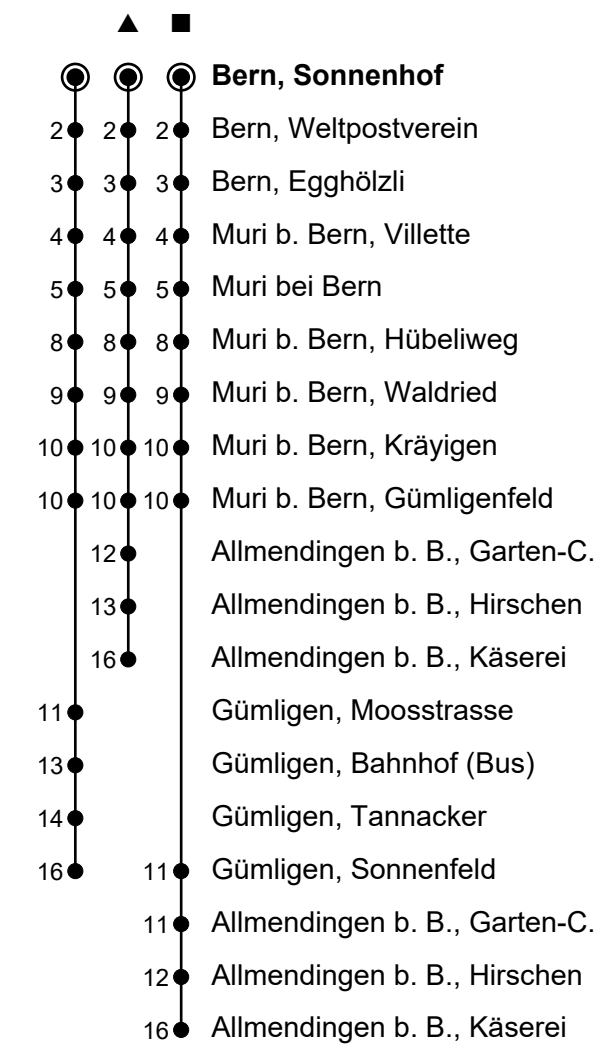 ▲ ■
Bern, Sonnenhof
2 2 2 Bern, Weltpostverein
3 3 3 Bern, Egghölzli
4 4 4 Muri b. Bern, Villette
5 5 5 Muri bei Bern
8 8 8 Muri b. Bern, Hübeliweg
9 9 9 Muri b. Bern, Waldried
10 10 10 Muri b. Bern, Kräyigen
10 10 10 Muri b. Bern, Gümligenfeld
12 Allmendingen b. B., Garten-C.
13 Allmendingen b. B., Hirschen
16 Allmendingen b. B., Käserei
11 Gümligen, Moosstrasse
13 Gümligen, Bahnhof (Bus)
14 Gümligen, Tannacker
16 11 Gümligen, Sonnenfeld
11 Allmendingen b. B., Garten-C.
12 Allmendingen b. B., Hirschen
16 Allmendingen b. B., Käserei